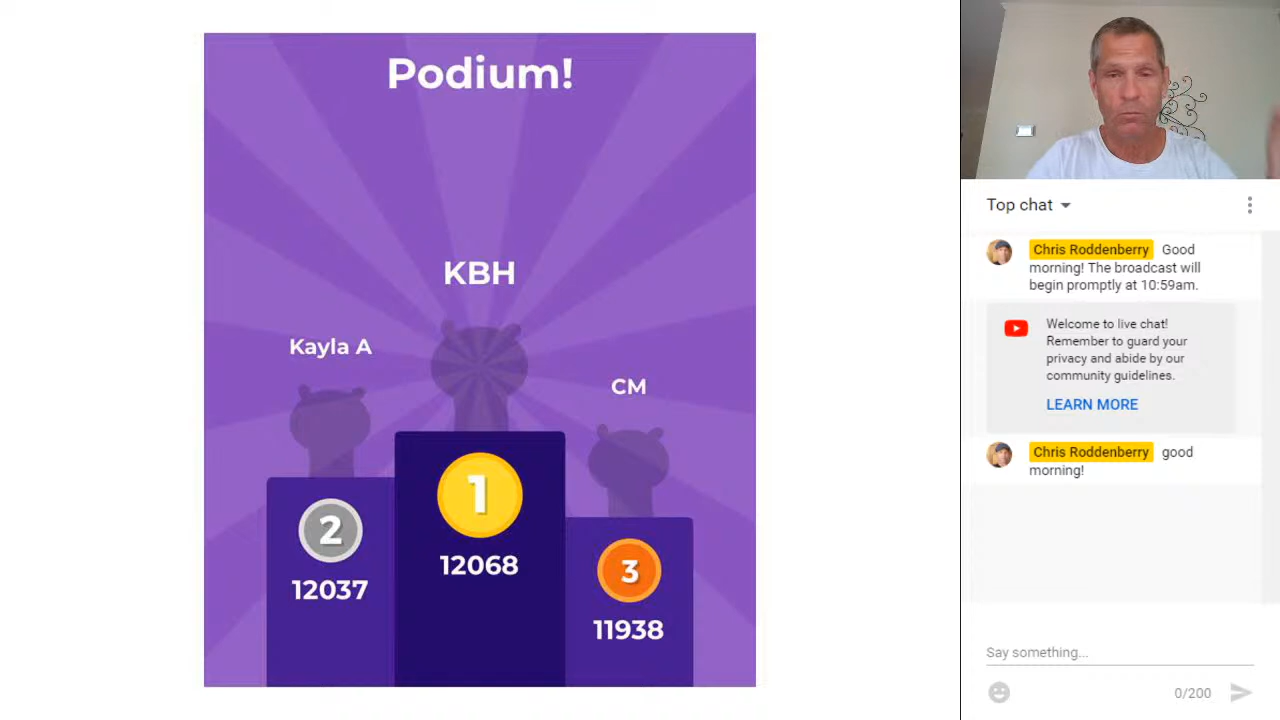 Podium!
KBH
Kayla A
CM
1
2
12068
3
12037
11938
Top chat
Chris Roddenberry Good
morning! The broadcast will
begin promptly at 10:59am.
Welcome to live chat!
Remember to guard your
privacy and abide by our
community guidelines.
LEARN MORE
Chris Roddenberry good
morning!
Say something...
0/200